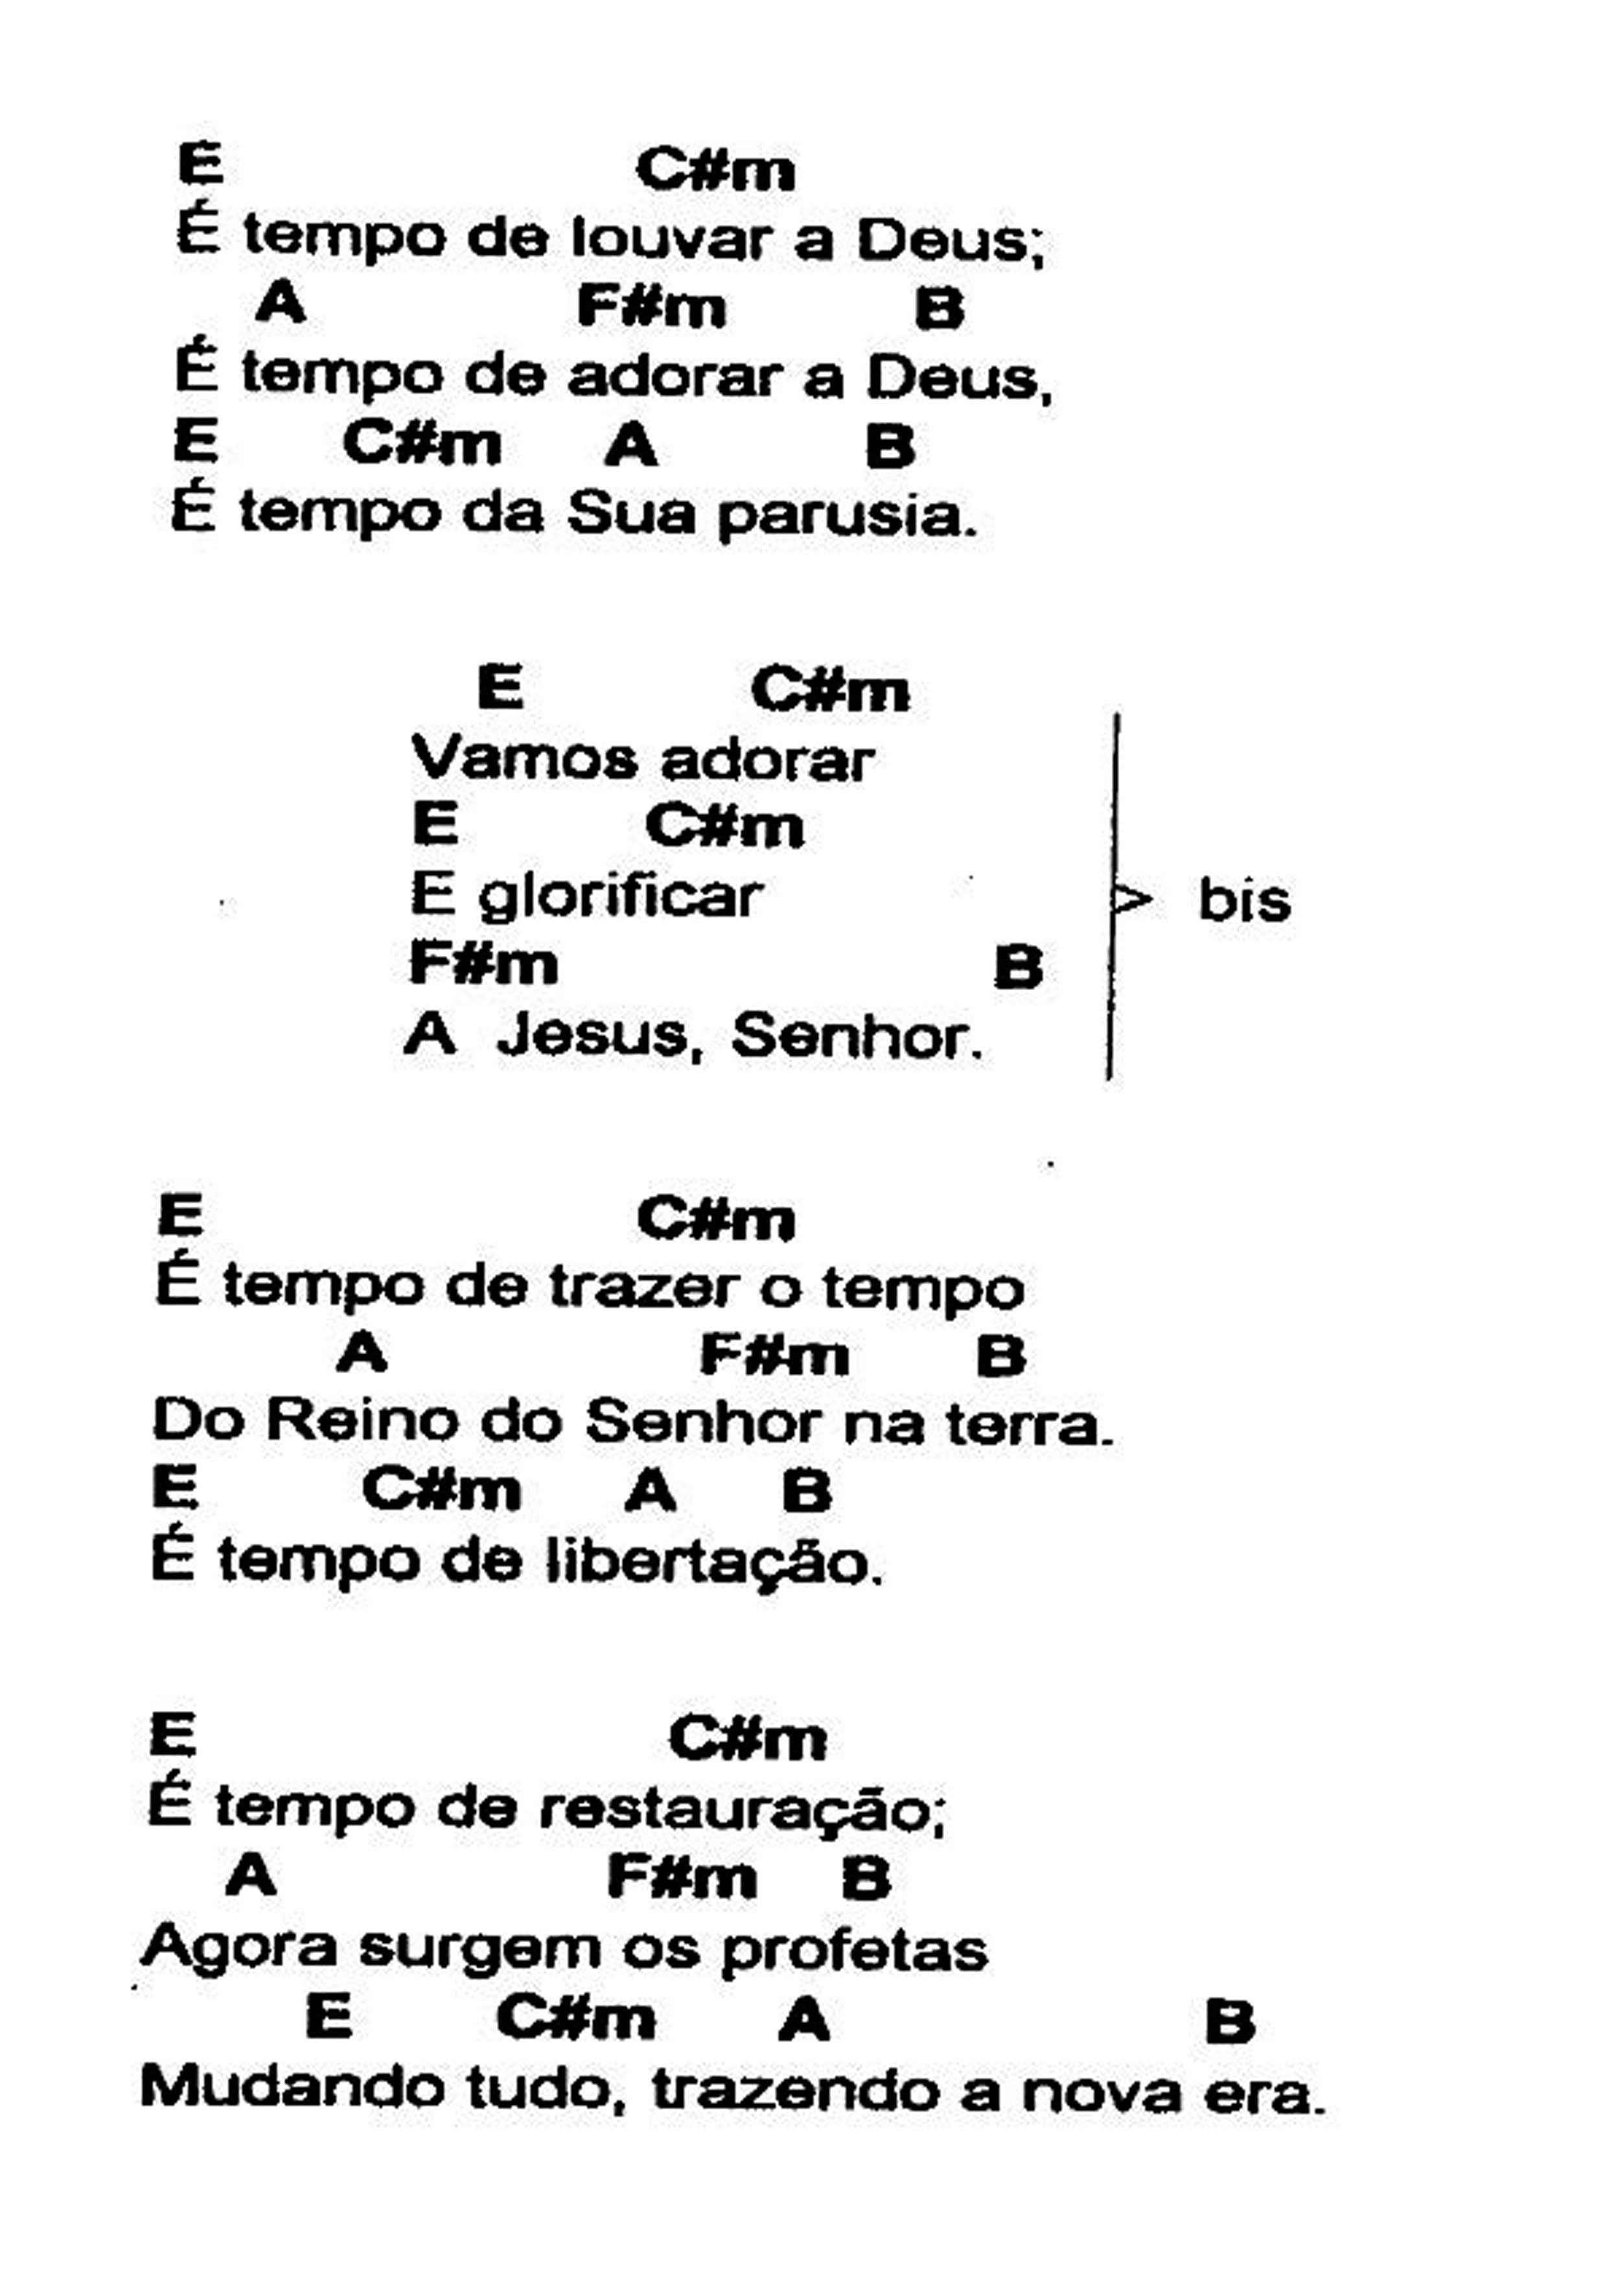 E C#m
É tempo de louvar a Deus;
A F#m B
É tempo de adorar a Deus,
E C#m A B
É tempo da Sua parusia.
E C#m
Vamos adorar
E C#m
E glorificar
> bis
F#m B
A Jesus, Senhor.
E C#m
É tempo de trazer o tempo
A F#m B
Do Reino do Senhor na terra.
E C#m A B
É tempo de libertação.
E C#m
É tempo de restauração;
A F#m B
Agora surgem os profetas
E C#m A B
Mudando tudo, trazendo a nova era.